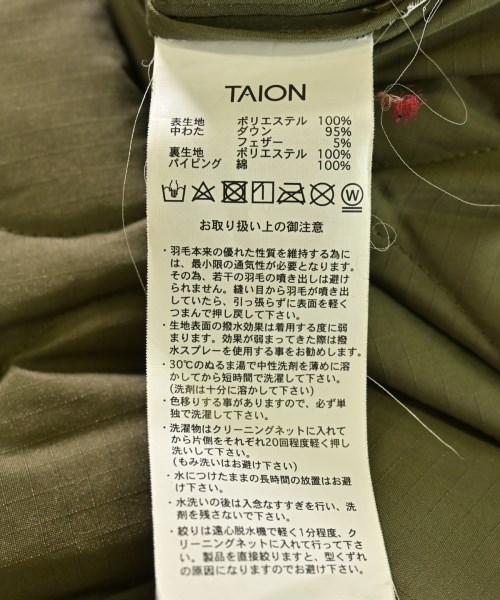 TAION
表生地 ポリエステル 100%
中わた ダウン 95%
フェザー 5%
裏生地 ポリエステル 100%
パイピング 綿 100%
お取り扱い上の御注意
・羽毛本来の優れた性質を維持する為に
は、最小限の通気性が必要となります。
その為、若干の羽毛の噴き出しは避け
られません。縫い目から羽毛が噴き出
していたら、引っ張らずに表面を軽く
つまんで押し戻して下さい。
・生地表面の撥水効果は着用する度に弱
まります。効果が弱まってきた際は撥
水スプレーを使用する事をお勧めします。
・30℃のぬるま湯で中性洗剤を薄めに溶
かしてから短時間で洗濯して下さい。
(洗剤は十分に溶かして下さい)
・色移りする事がありますので、必ず単
独で洗濯して下さい。
・洗濯物はクリーニングネットに入れて
から片側をそれぞれ20回程度軽く押し
洗いして下さい。
(もみ洗いはお避け下さい)
・水につけたままの長時間の放置はお避
け下さい。
・水洗いの後は入念なすすぎを行い、洗
剤を残さないで下さい。
・絞りは遠心脱水機で軽く1分程度、ク
リーニングネットに入れて行って下さ
い。製品を直接絞りますと、型くずれ
の原因になりますのでお避け下さい。